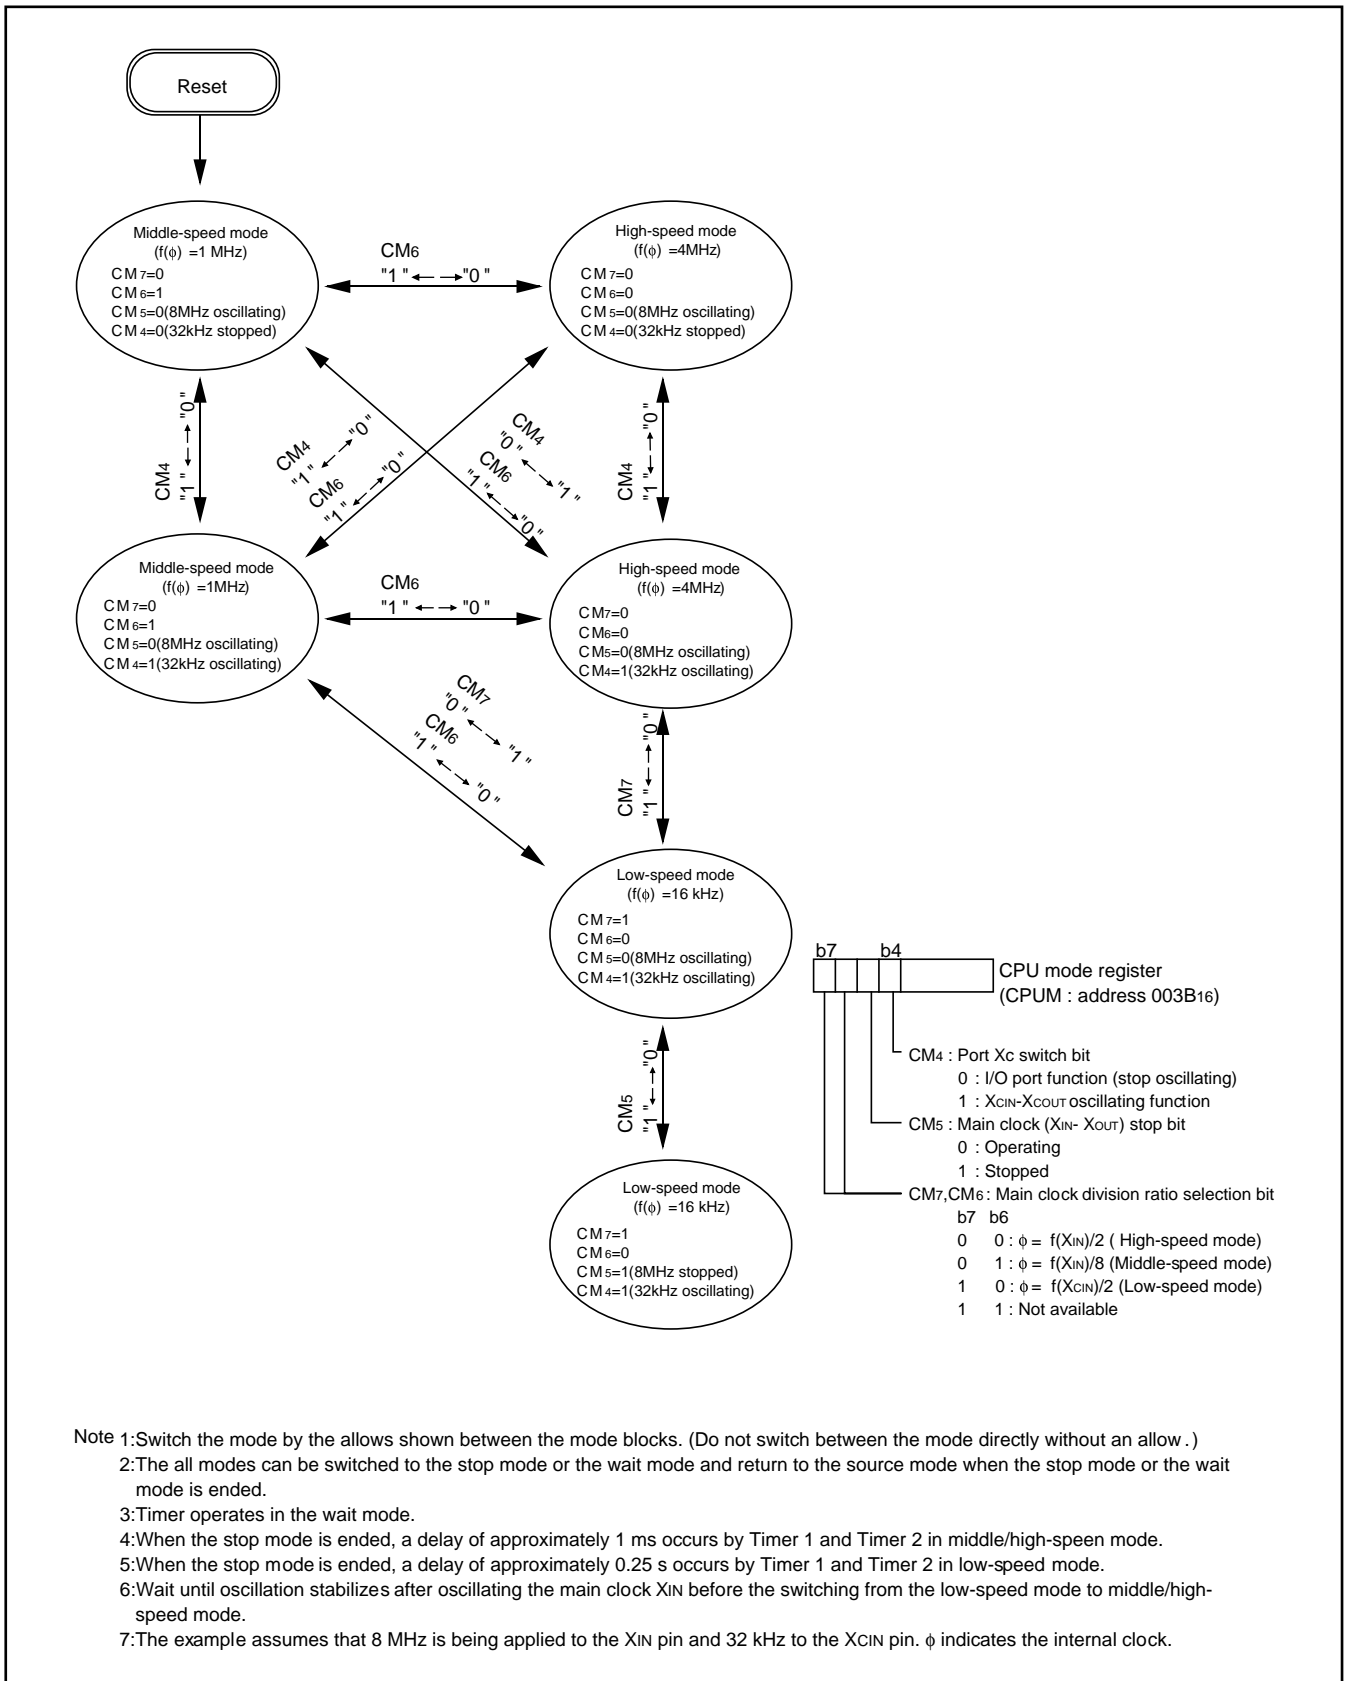 Reset
Middle-speed mode
(f(ϕ) =1 MHz)
CM7=0
CM6=1
CM5=0(8MHz oscillating)
CM4=0(32kHz stopped)
CM6
"1" ←→ "0"
High-speed mode
(f(ϕ) =4MHz)
CM7=0
CM6=0
CM5=0(8MHz oscillating)
CM4=0(32kHz stopped)
CM4
"1" ←→ "0"
CM4
"1" ←→ "0"
CM6
"1" ←→ "0"
CM4
"0" ←→ "1"
CM6
"1" ←→ "0"
CM4
"1" ←→ "0"
Middle-speed mode
(f(ϕ) =1MHz)
CM7=0
CM6=1
CM5=0(8MHz oscillating)
CM4=1(32kHz oscillating)
CM6
"1" ←→ "0"
High-speed mode
(f(ϕ) =4MHz)
CM7=0
CM6=0
CM5=0(8MHz oscillating)
CM4=1(32kHz oscillating)
CM7
"0" ←→ "1"
CM6
"1" ←→ "0"
CM7
"1" ←→ "0"
Low-speed mode
(f(ϕ) =16 kHz)
CM7=1
CM6=0
CM5=0(8MHz oscillating)
CM4=1(32kHz oscillating)
CM5
"1" ←→ "0"
Low-speed mode
(f(ϕ) =16 kHz)
CM7=1
CM6=0
CM5=1(8MHz stopped)
CM4=1(32kHz oscillating)
b7 b4
CPU mode register
(CPUM : address 003B16)
CM4 : Port Xc switch bit
0 : I/O port function (stop oscillating)
1 : XCIN-XCOUT oscillating function
CM5 : Main clock (XIN- XOUT) stop bit
0 : Operating
1 : Stopped
CM7,CM6 : Main clock division ratio selection bit
b7 b6
0 0 : ϕ = f(XIN)/2 ( High-speed mode)
0 1 : ϕ = f(XIN)/8 (Middle-speed mode)
1 0 : ϕ = f(XCIN)/2 (Low-speed mode)
1 1 : Not available
Note 1:Switch the mode by the allows shown between the mode blocks. (Do not switch between the mode directly without an allow.)
2:The all modes can be switched to the stop mode or the wait mode and return to the source mode when the stop mode or the wait
mode is ended.
3:Timer operates in the wait mode.
4:When the stop mode is ended, a delay of approximately 1 ms occurs by Timer 1 and Timer 2 in middle/high-speen mode.
5:When the stop mode is ended, a delay of approximately 0.25 s occurs by Timer 1 and Timer 2 in low-speed mode.
6:Wait until oscillation stabilizes after oscillating the main clock XIN before the switching from the low-speed mode to middle/high-
speed mode.
7:The example assumes that 8 MHz is being applied to the XIN pin and 32 kHz to the XCIN pin. ϕ indicates the internal clock.